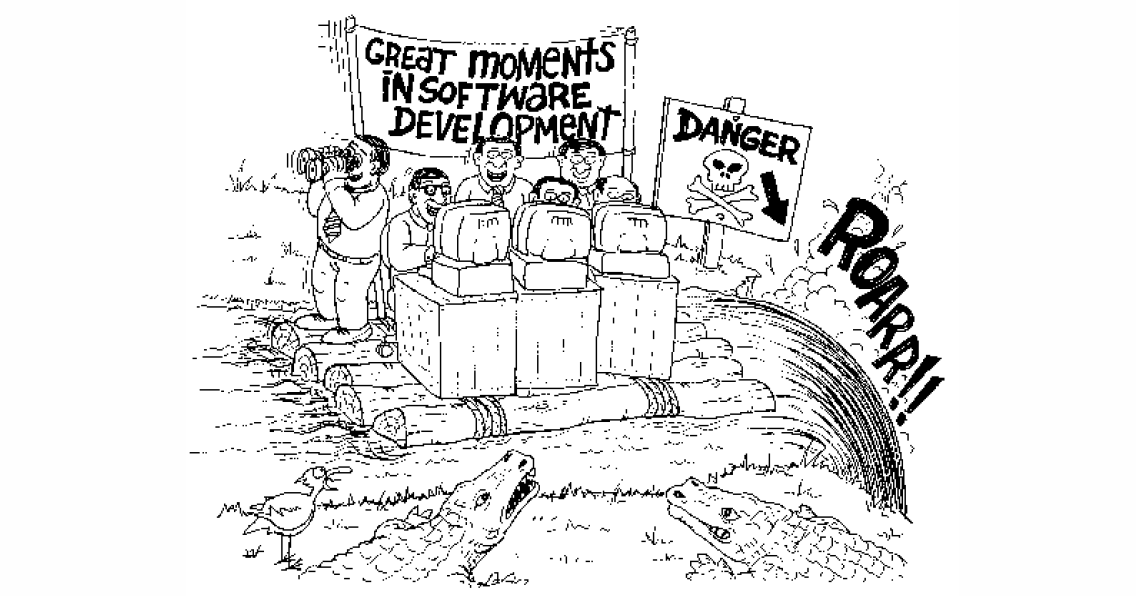 GREAT MOMENTS
IN SOFTWARE
DEVELOPMENT
DANGER
ROARR!!